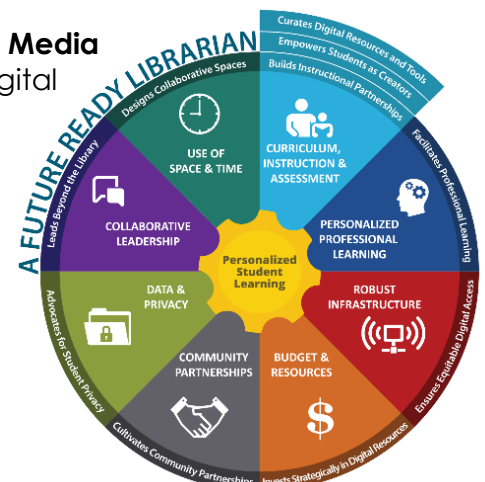 Media
gital
A FUTURE READY LIBRARIAN
Curates Digital Resources and Tools
Empowers Students as Creators
Builds Instructional Partnerships
CURRICULUM,
INSTRUCTION &
ASSESSMENT
Facilitates Professional Learning
PERSONALIZED
PROFESSIONAL
LEARNING
Ensures Equitable Digital Access
ROBUST
INFRASTRUCTURE
Invests Strategically in Digital Resources
BUDGET &
RESOURCES
$
Cultivates Community Partnerships
COMMUNITY
PARTNERSHIPS
Advocates for Student Privacy
DATA &
PRIVACY
Leads Beyond the Library
COLLABORATIVE
LEADERSHIP
Designs Collaborative Spaces
USE OF
SPACE & TIME
Personalized
Student
Learning